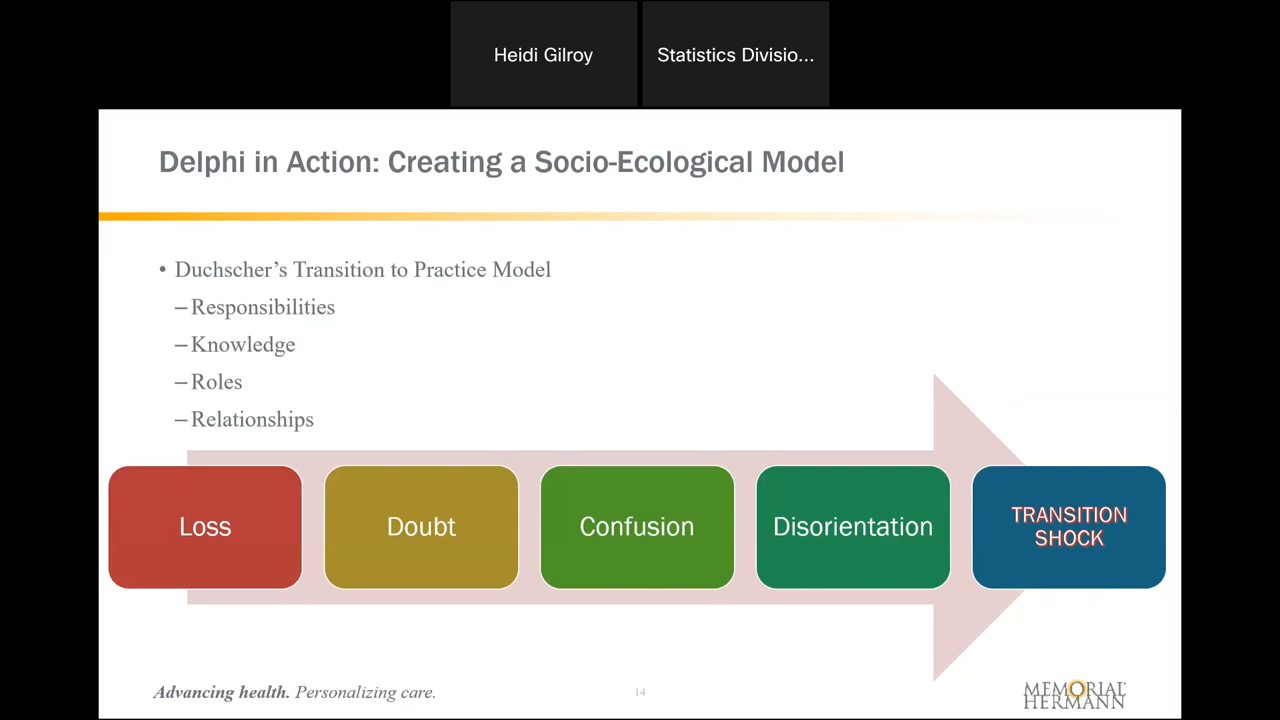 Heidi Gilroy
Statistics Divisio...
Delphi in Action: Creating a Socio-Ecological Model
• Duchscher’s Transition to Practice Model
– Responsibilities
– Knowledge
– Roles
– Relationships
Loss
Doubt
Confusion
Disorientation
TRANSITION
SHOCK
Advancing health. Personalizing care.
14
MEMORIAL
HERMANN